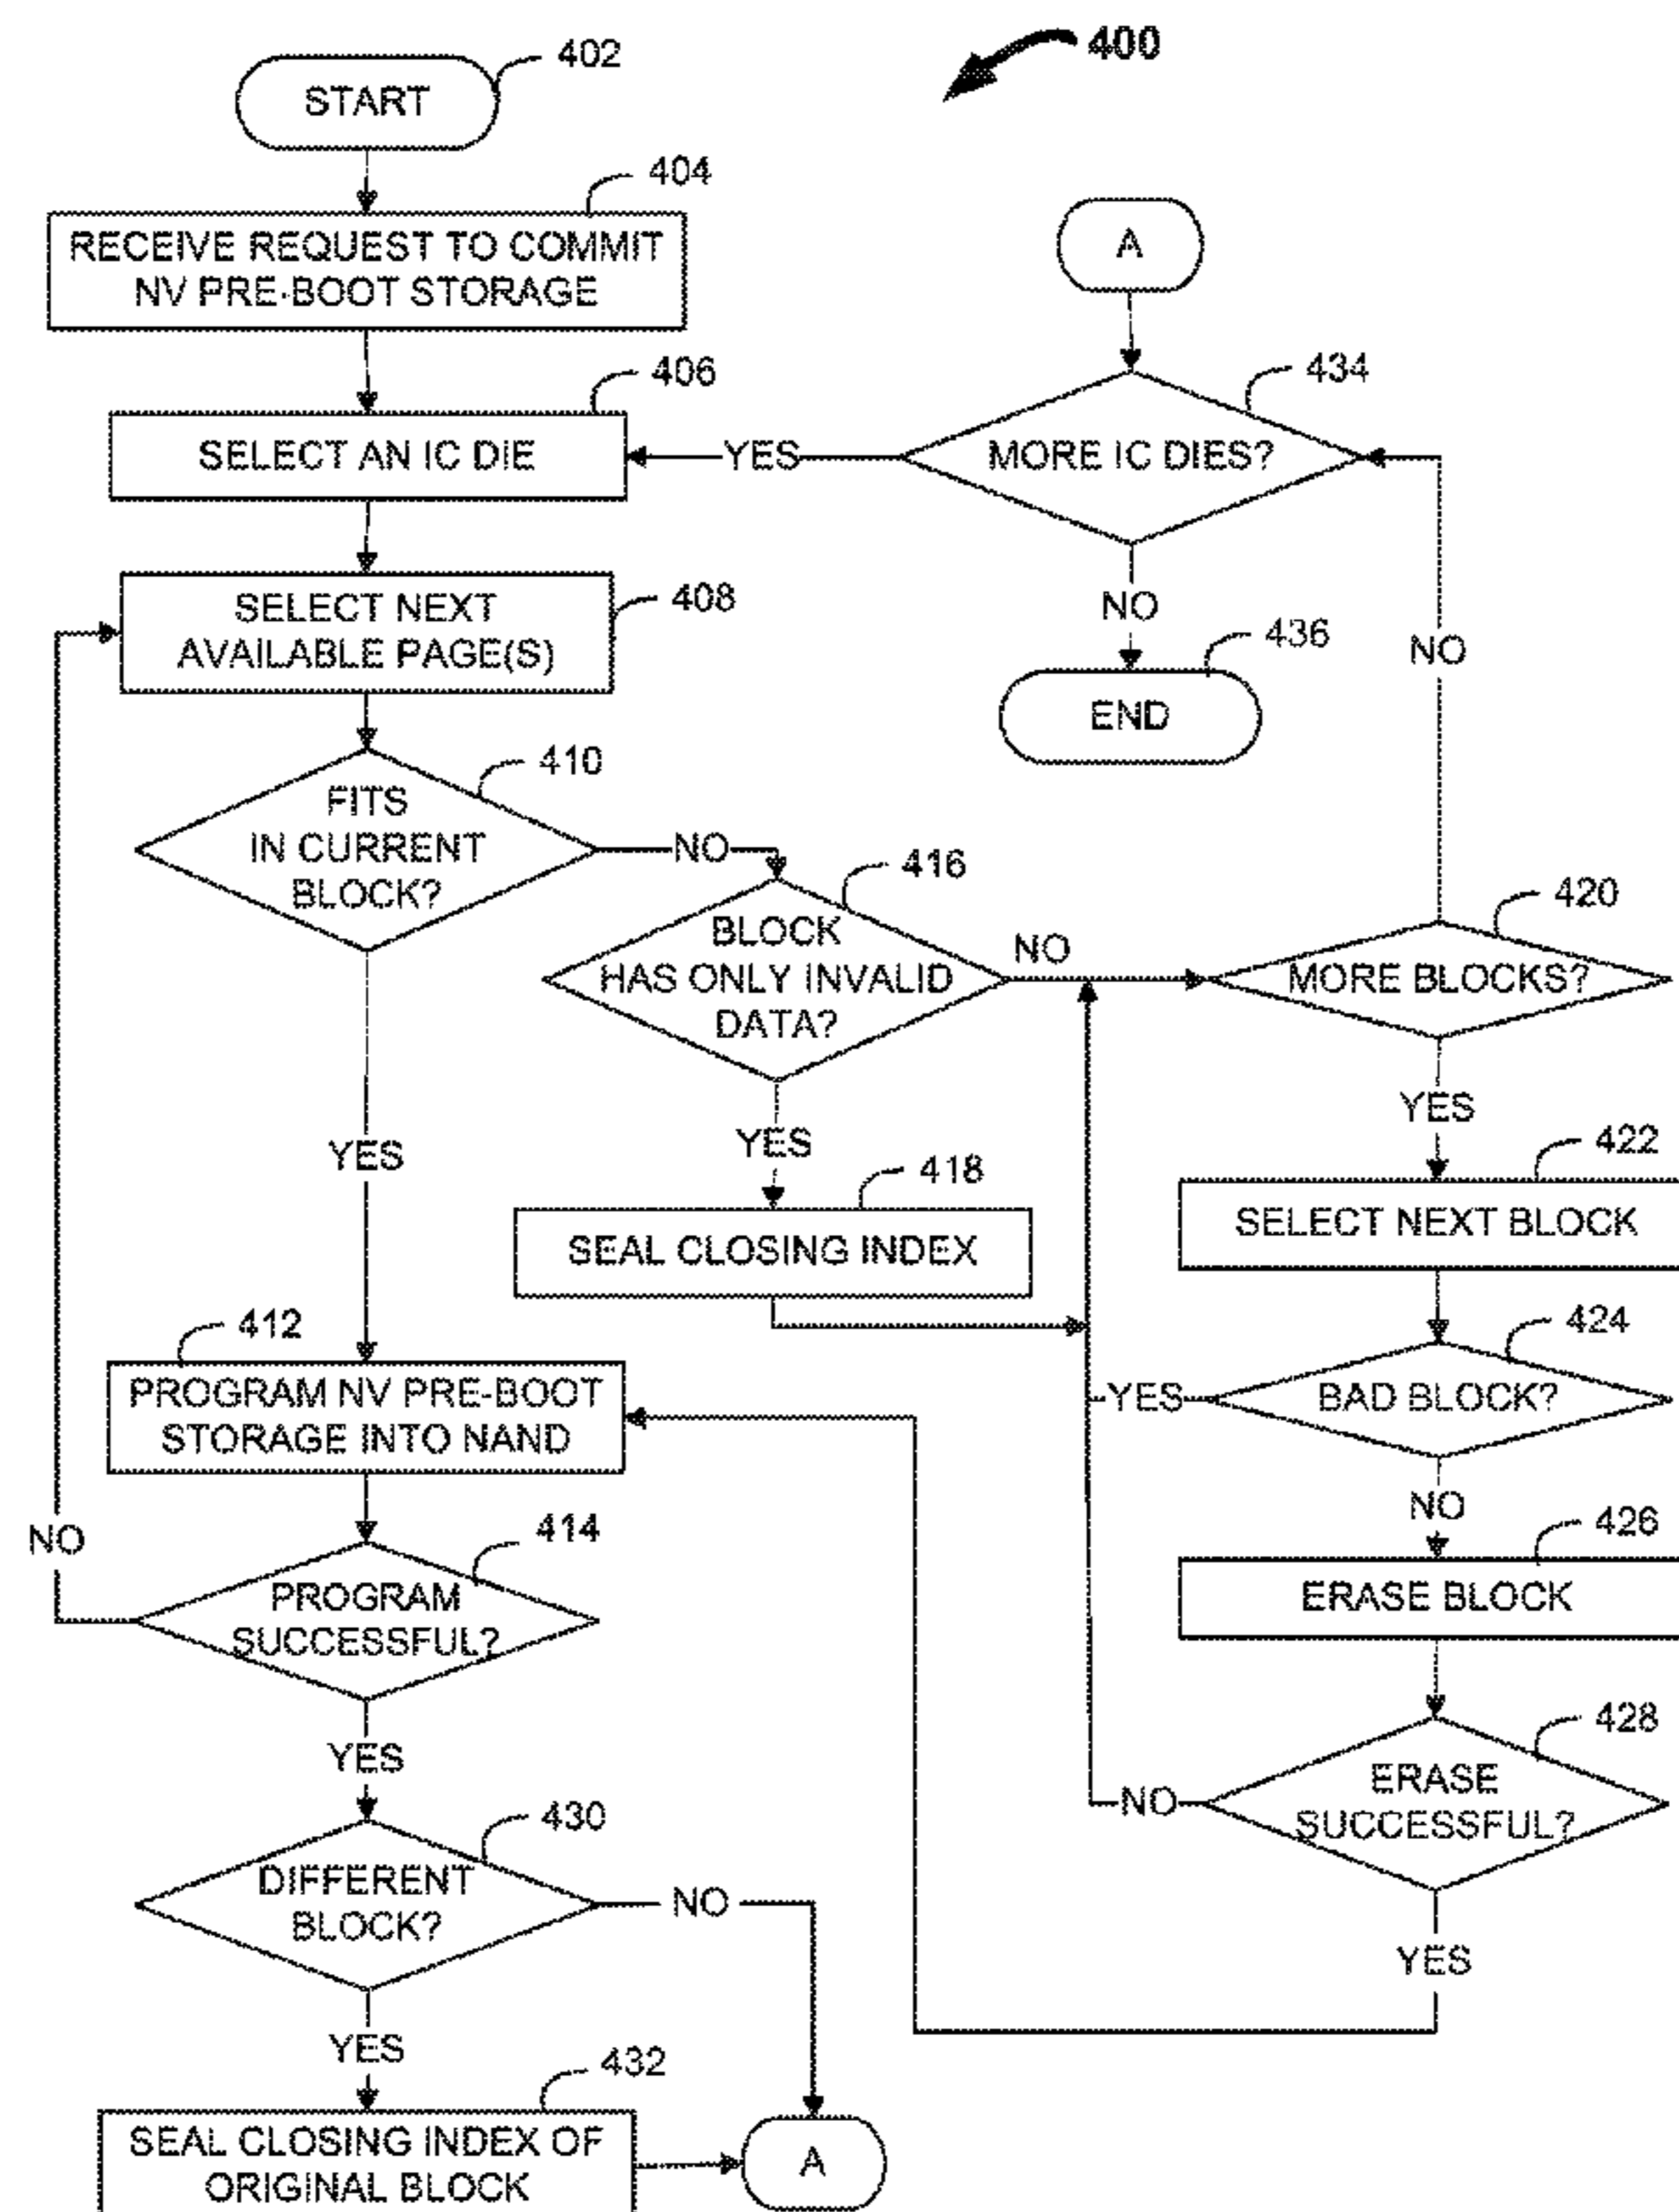 400
402
START
404
RECEIVE REQUEST TO COMMIT
NV PRE-BOOT STORAGE
406
SELECT AN IC DIE
408
SELECT NEXT
AVAILABLE PAGE(S)
410
FITS
IN CURRENT
BLOCK?
NO
YES
412
PROGRAM NV PRE-BOOT
STORAGE INTO NAND
414
PROGRAM
SUCCESSFUL?
NO
YES
430
DIFFERENT
BLOCK?
NO
YES
432
SEAL CLOSING INDEX OF
ORIGINAL BLOCK
A
416
BLOCK
HAS ONLY INVALID
DATA?
NO
YES
418
SEAL CLOSING INDEX
A
434
MORE IC DIES?
YES
NO
436
END
420
MORE BLOCKS?
NO
YES
422
SELECT NEXT BLOCK
424
BAD BLOCK?
YES
NO
426
ERASE BLOCK
428
ERASE
SUCCESSFUL?
NO
YES